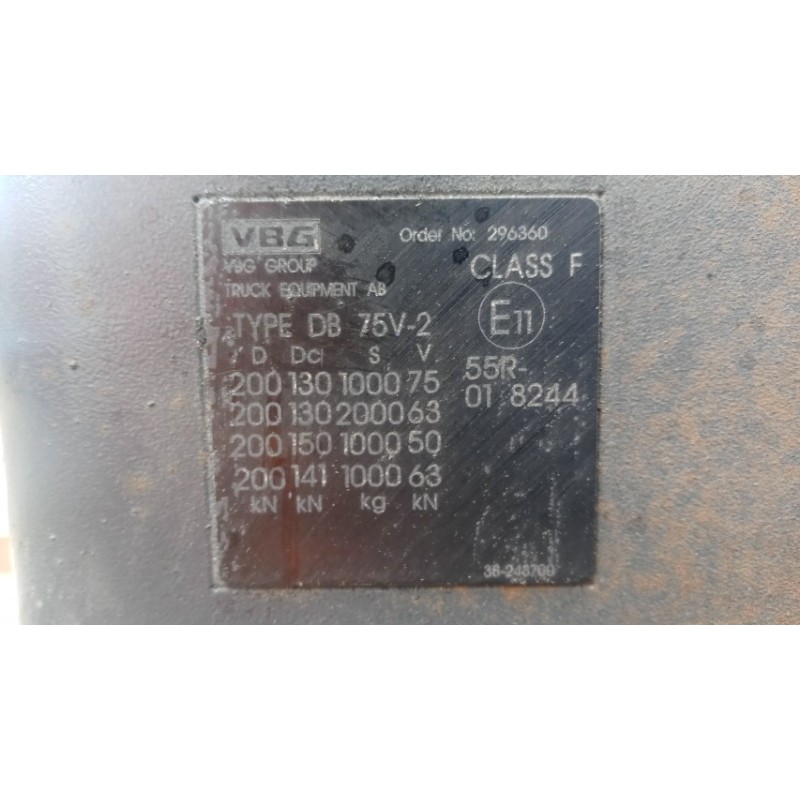 VBG Order No: 296360
VBG GROUP CLASS F
TRUCK EQUIPMENT AB
TYPE DB 75V-2 E11
D Dc S V
200 130 1000 75 55R-
200 130 2000 63 01 8244
200 150 1000 50
200 141 1000 63
kN kN kg kN
38-248700